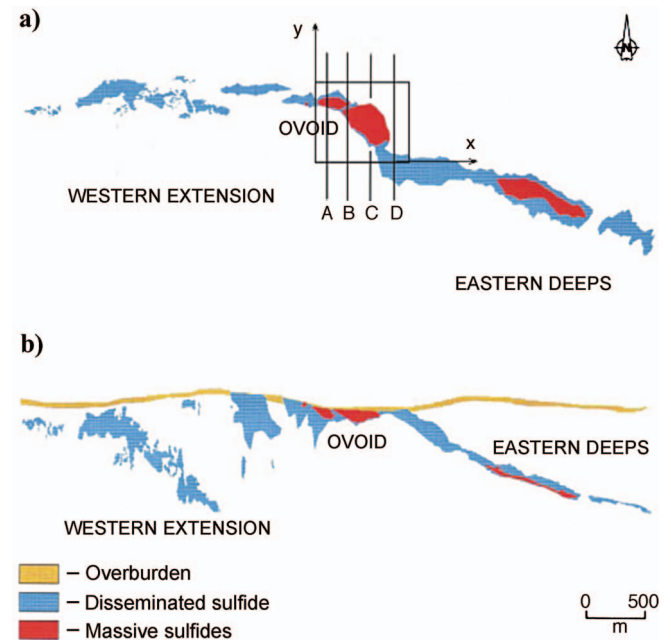 a)
y
N
OVOID
x
WESTERN EXTENSION
A B C D
EASTERN DEEPS
b)
OVOID
EASTERN DEEPS
WESTERN EXTENSION
– Overburden
– Disseminated sulfide
– Massive sulfides
0 500
m